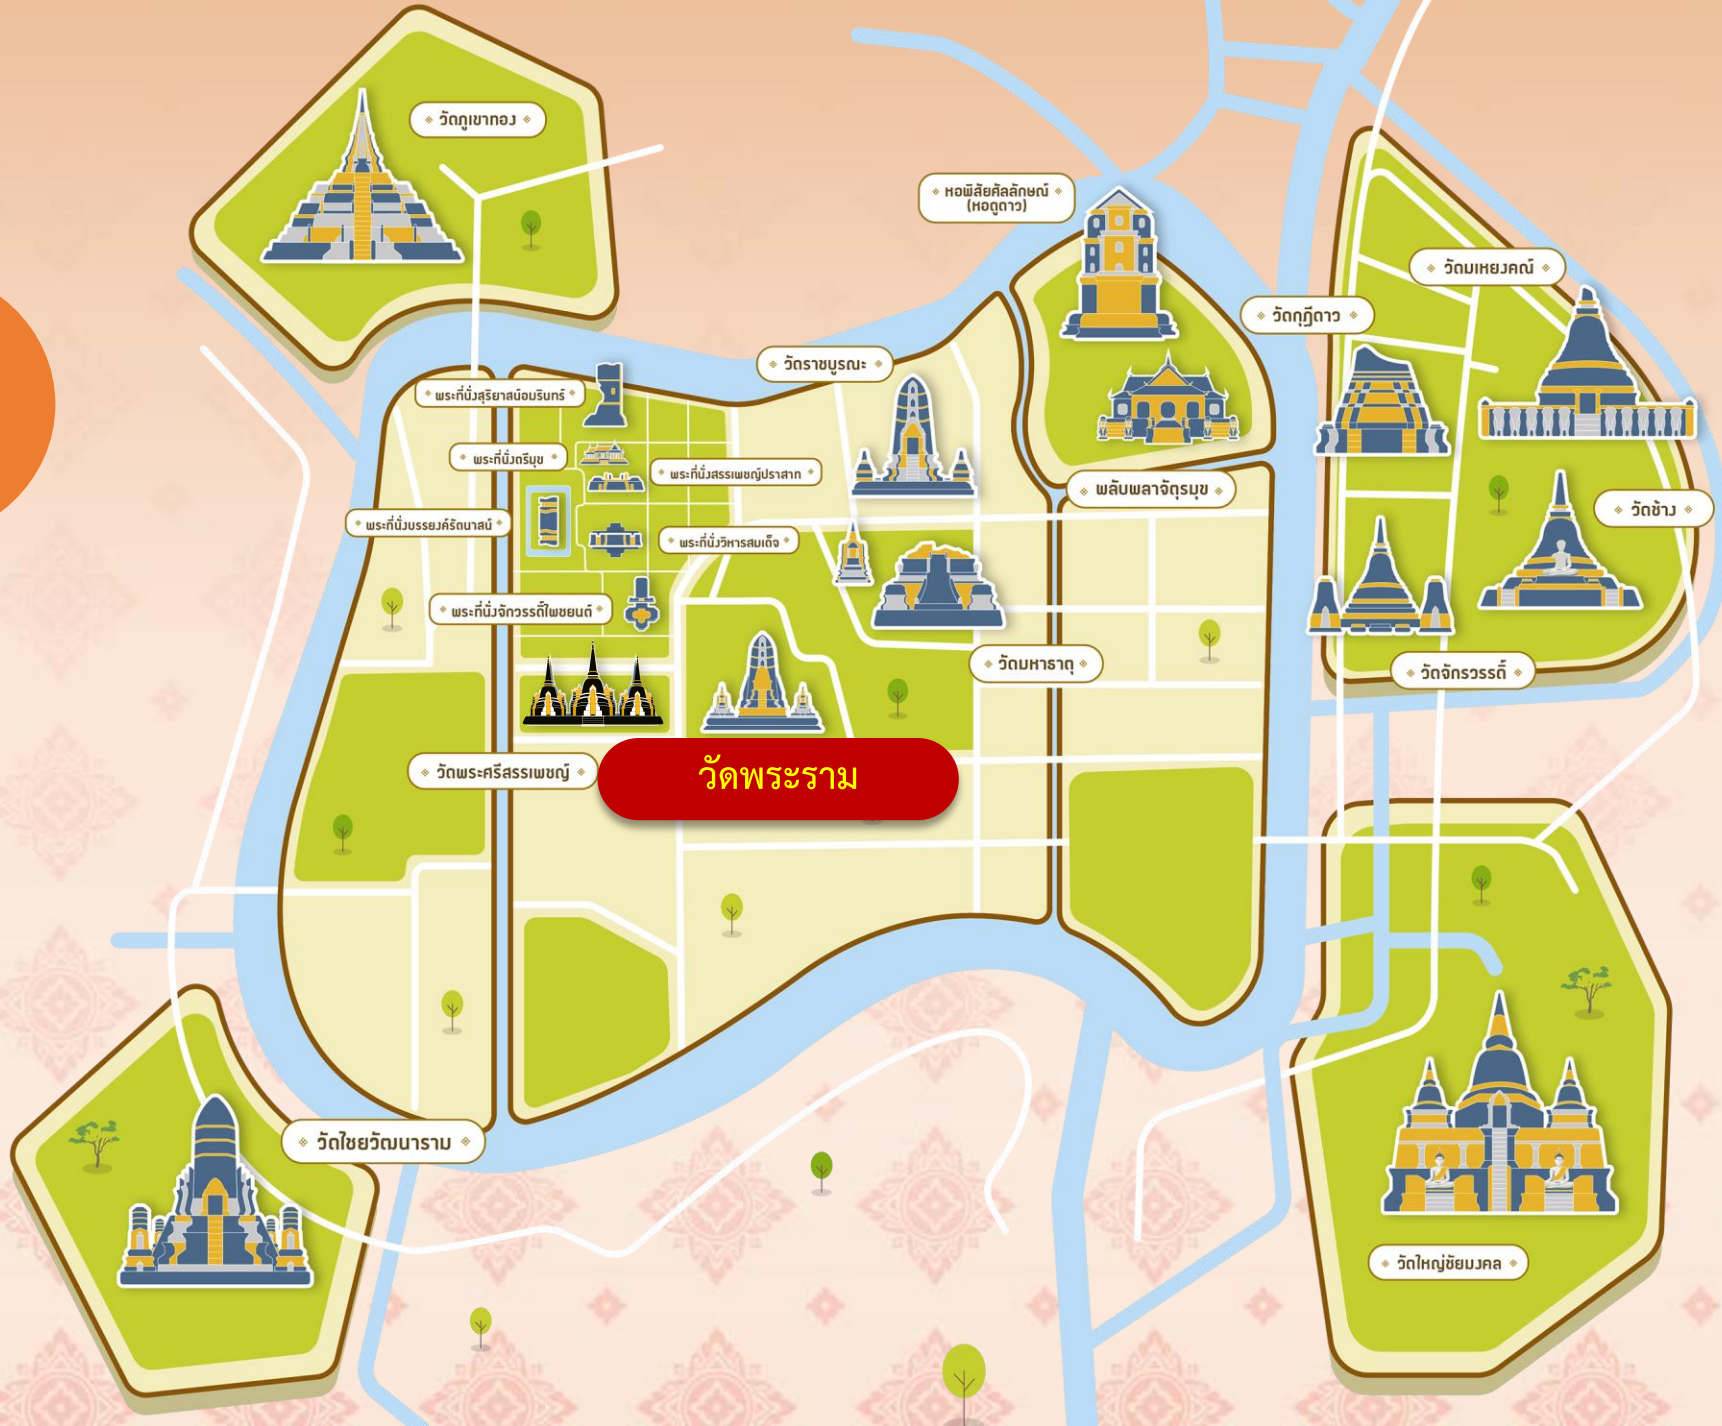 วัดภูเขาทอง
หอพิสัยศัลลักษณ์
(หอดูดาว)
วัดมเหยงคณ์
วัดกุฎีดาว
วัดราชบูรณะ
พระที่นั่งสุริยาสน์อมรินทร์
พระที่นั่งตรีมุข
พระที่นั่งสรรเพชญ์ปราสาท
พลับพลาจัตุรมุข
วัดช้าง
พระที่นั่งบรรยงค์รัตนาสน์
พระที่นั่งวิหารสมเด็จ
พระที่นั่งจักรวรรดิ์ไพชยนต์
วัดมหาธาตุ
วัดจักรวรรดิ์
วัดพระศรีสรรเพชญ์
วัดพระราม
วัดไชยวัฒนาราม
วัดใหญ่ชัยมงคล